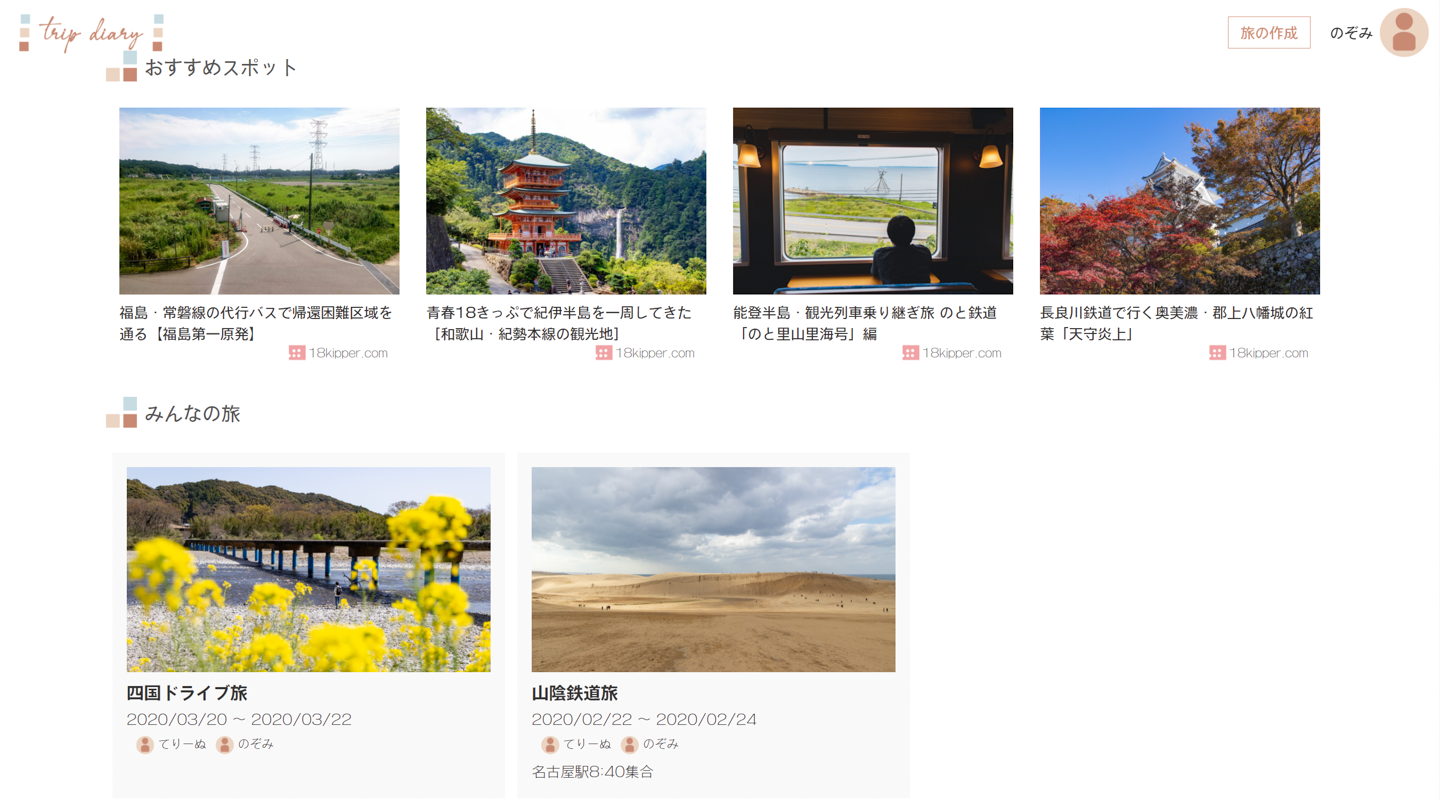 trip diary
旅の作成
のぞみ
おすすめスポット
福島・常磐線の代行バスで帰還困難区域を
通る【福島第一原発】
18kipper.com
青春18きっぷで紀伊半島を一周してきた
［和歌山・紀勢本線の観光地］
18kipper.com
能登半島・観光列車乗り継ぎ旅 のと鉄道
「のと里山里海号」編
18kipper.com
長良川鉄道で行く奥美濃・郡上八幡城の紅
葉「天守炎上」
18kipper.com
みんなの旅
四国ドライブ旅
2020/03/20 ～ 2020/03/22
てりーぬ のぞみ
山陰鉄道旅
2020/02/22 ～ 2020/02/24
てりーぬ のぞみ
名古屋駅8:40集合